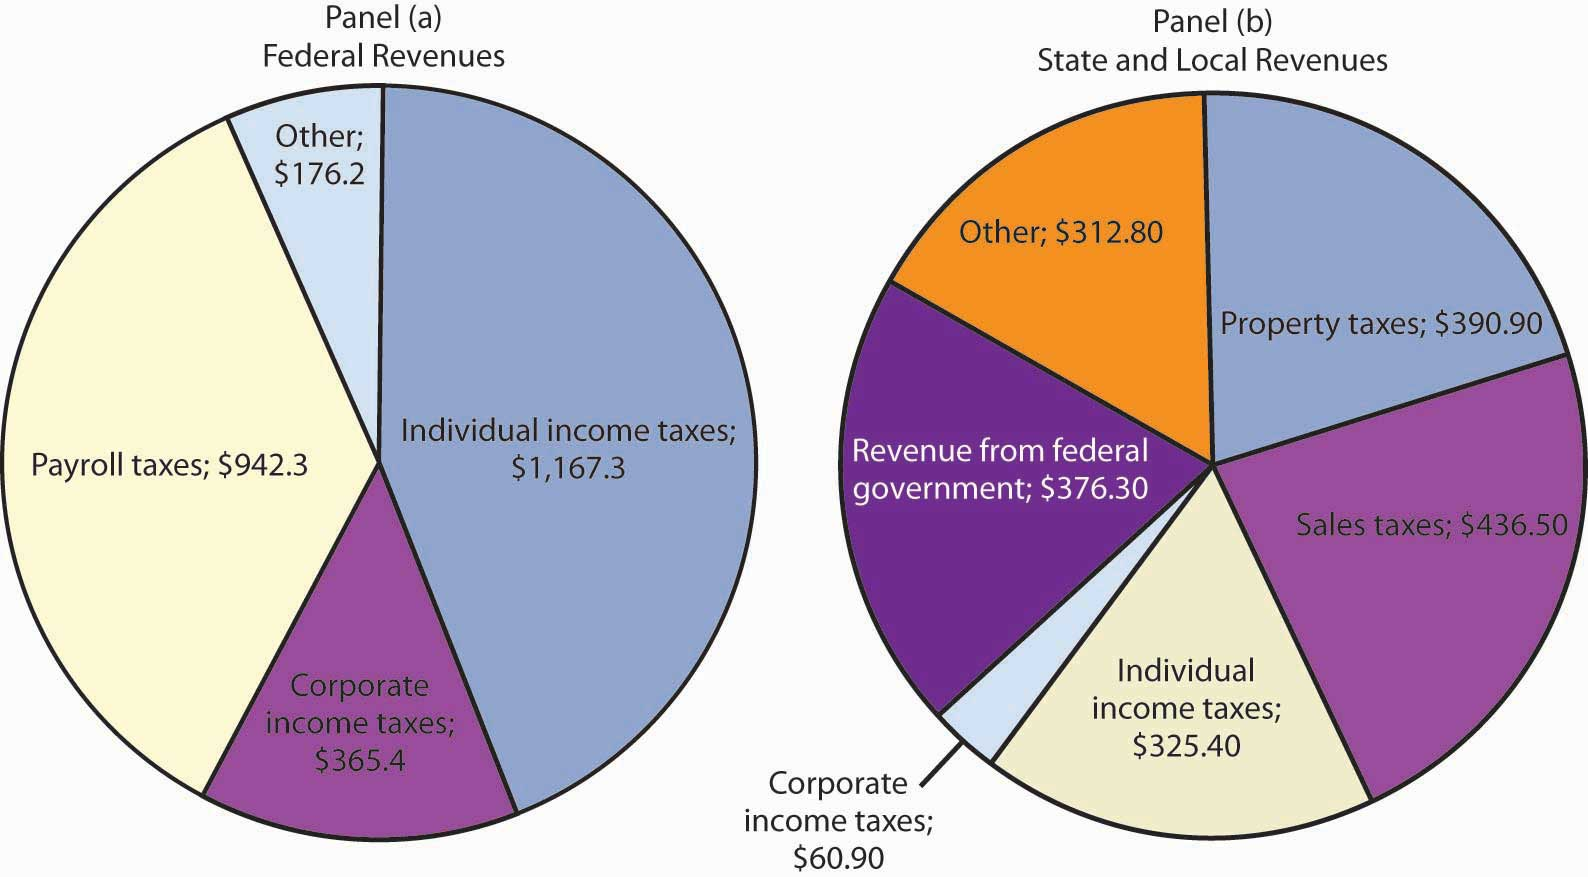 Panel (a)
Federal Revenues
Other;
$176.2
Individual income taxes;
$1,167.3
Payroll taxes; $942.3
Corporate
income taxes;
$365.4
Panel (b)
State and Local Revenues
Other; $312.80
Property taxes; $390.90
Revenue from federal
government; $376.30
Sales taxes; $436.50
Individual
income taxes;
$325.40
Corporate
income taxes;
$60.90